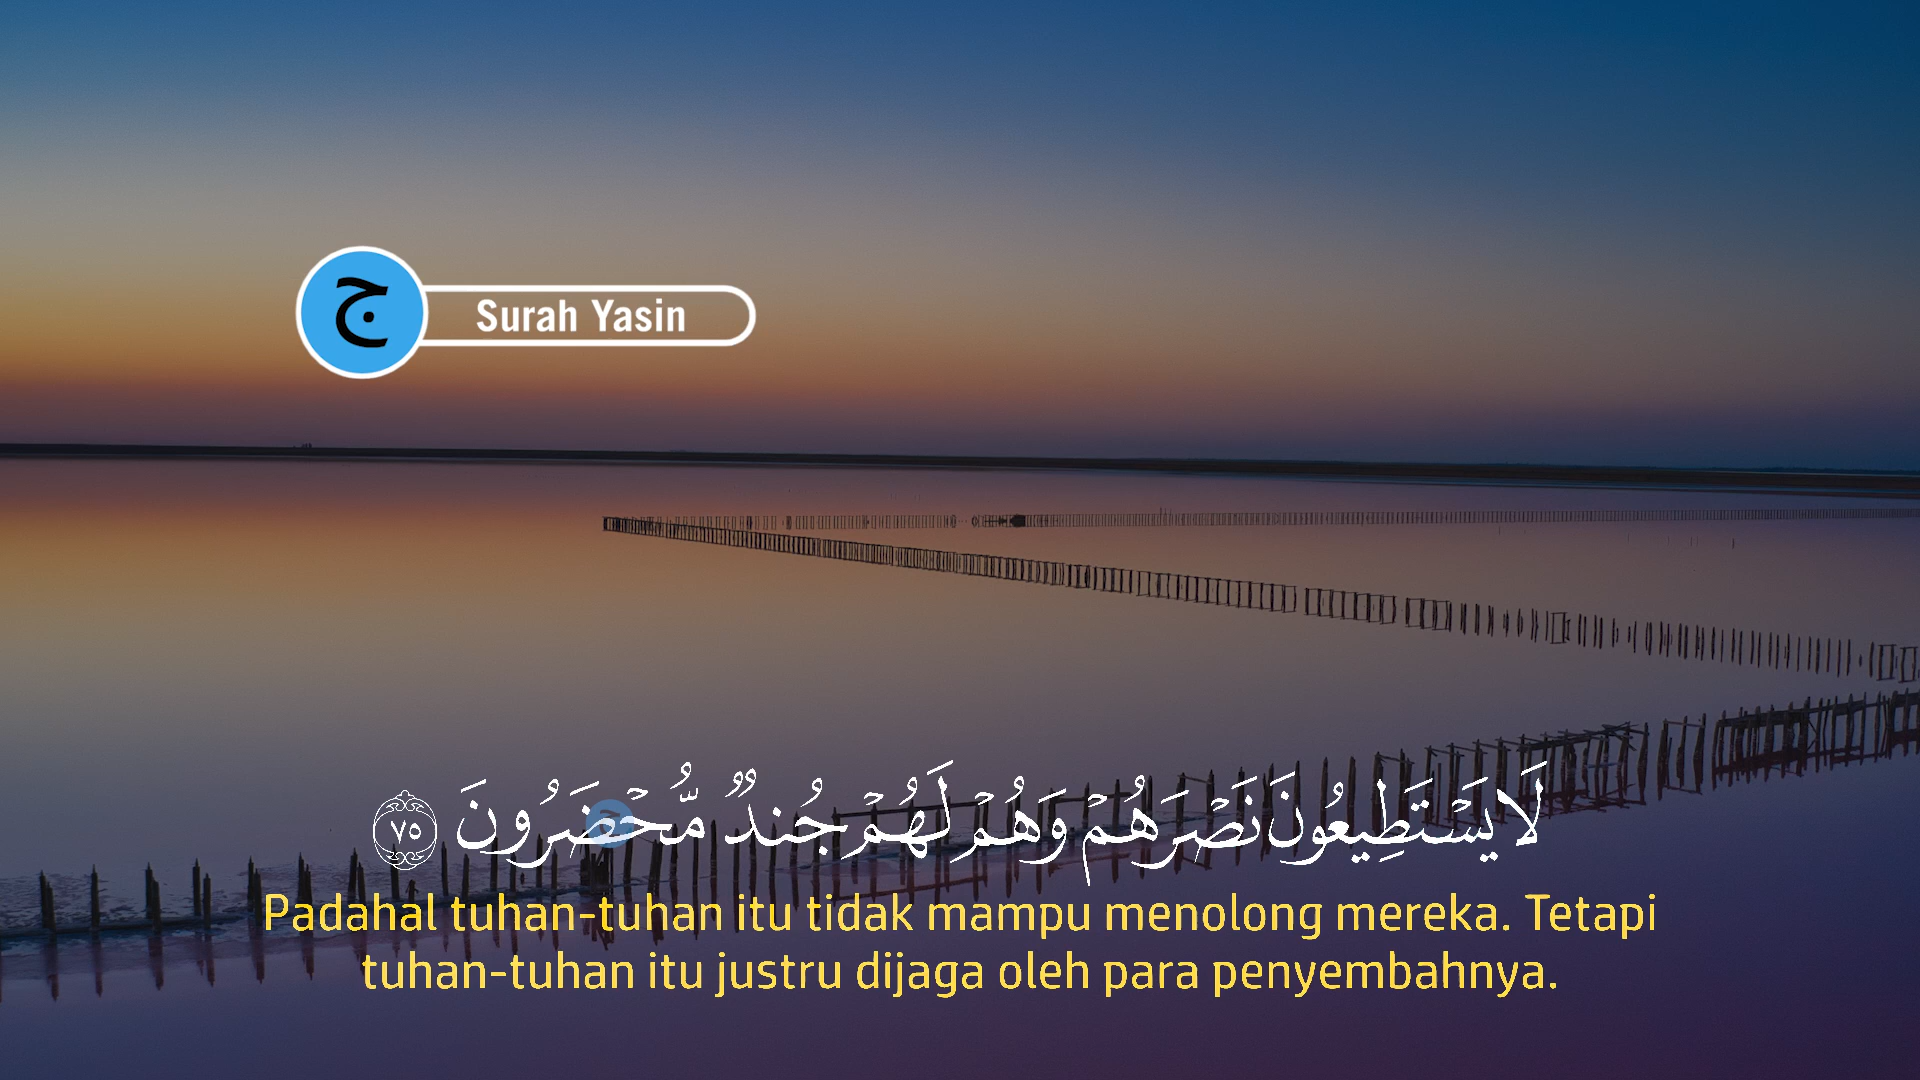 ج
Surah Yasin
لَا يَسْتَطِيعُونَ نَصْرَهُمْ وَهُمْ لَهُمْ جُندٌ مُّحْضَرُونَ ٧٥
Padahal tuhan-tuhan itu tidak mampu menolong mereka. Tetapi
tuhan-tuhan itu justru dijaga oleh para penyembahnya.